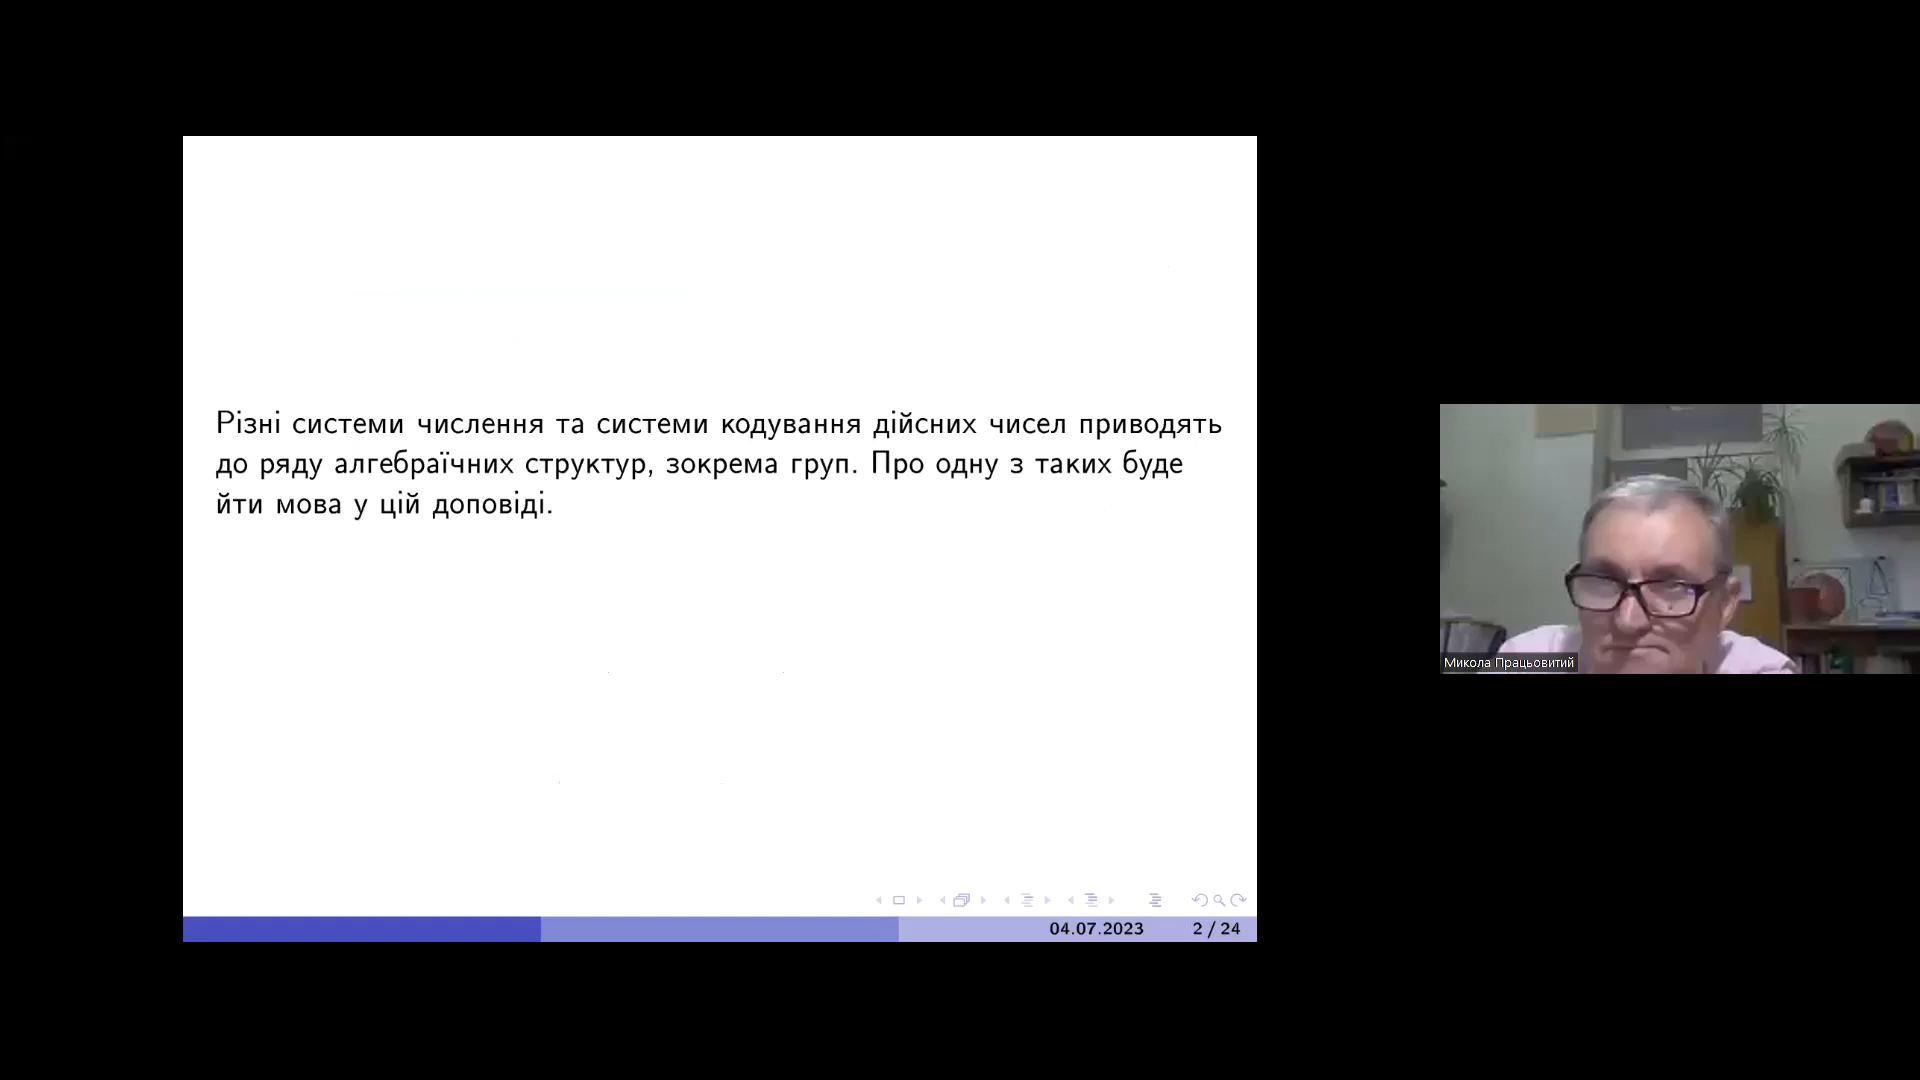 Різні системи числення та системи кодування дійсних чисел приводять
до ряду алгебраїчних структур, зокрема груп. Про одну з таких буде
йти мова у цій доповіді.
04.07.2023 2 / 24
Микола Працьовитий